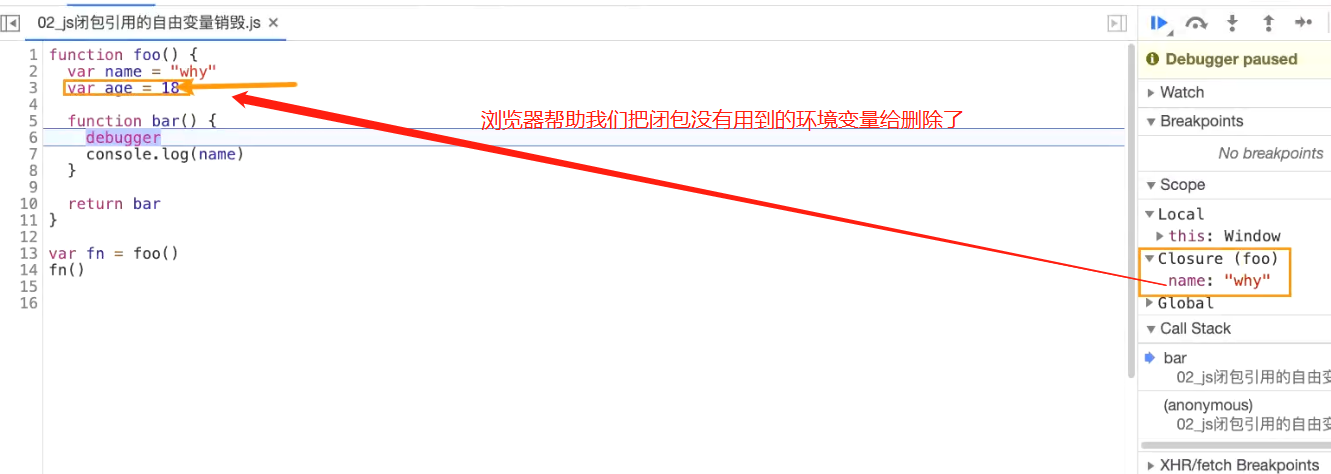 02_js闭包引用的自由变量销毁.js ×
1 function foo() {
2 var name = "why"
3 var age = 18
4
5 function bar() {
6 debugger
7 console.log(name)
8 }
9
10 return bar
11 }
12
13 var fn = foo()
14 fn()
15
16
浏览器帮助我们把闭包没有用到的环境变量给删除了
Debugger paused
Watch
Breakpoints
No breakpoints
Scope
Local
this: Window
Closure (foo)
name: "why"
Global
Call Stack
bar
02_js闭包引用的自由变
(anonymous)
02_js闭包引用的自由变
XHR/fetch Breakpoints